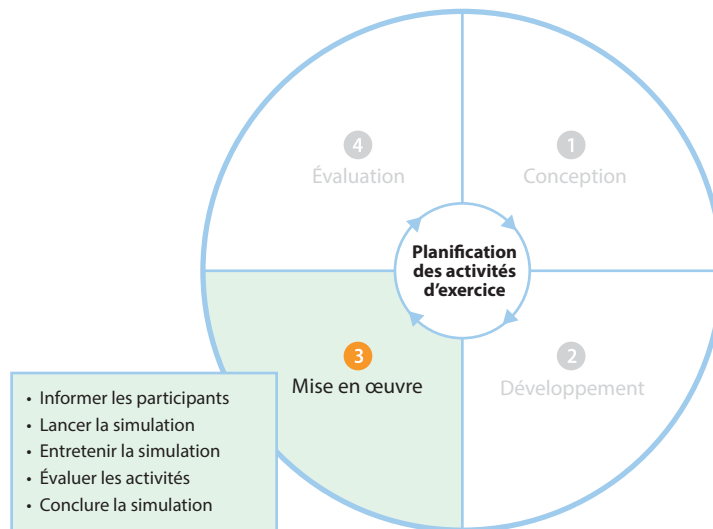 4
Évaluation
1
Conception
Planification
des activités
d'exercice
3
Mise en œuvre
2
Développement
• Informer les participants
• Lancer la simulation
• Entretenir la simulation
• Évaluer les activités
• Conclure la simulation